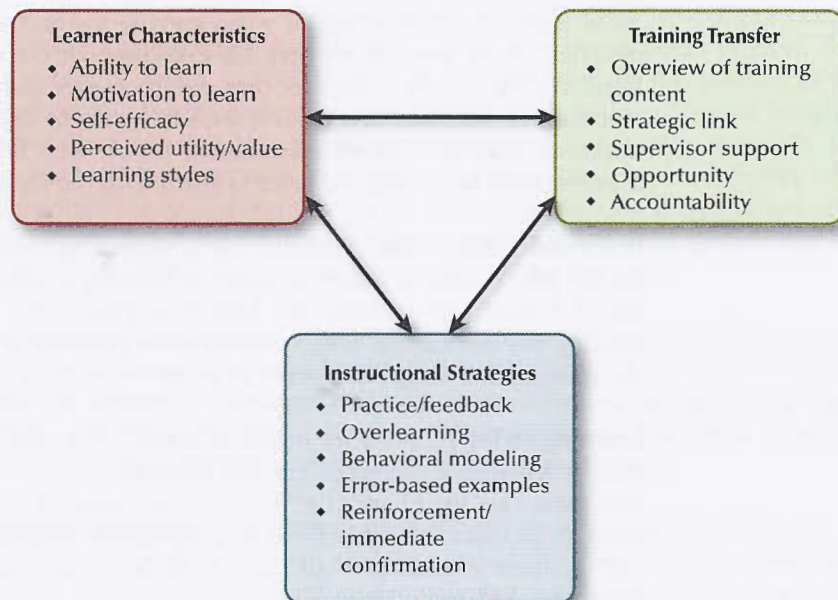 Learner Characteristics
◆ Ability to learn
◆ Motivation to learn
◆ Self-efficacy
◆ Perceived utility/value
◆ Learning styles
Training Transfer
◆ Overview of training
content
◆ Strategic link
◆ Supervisor support
◆ Opportunity
◆ Accountability
Instructional Strategies
◆ Practice/feedback
◆ Overlearning
◆ Behavioral modeling
◆ Error-based examples
◆ Reinforcement/
immediate
confirmation